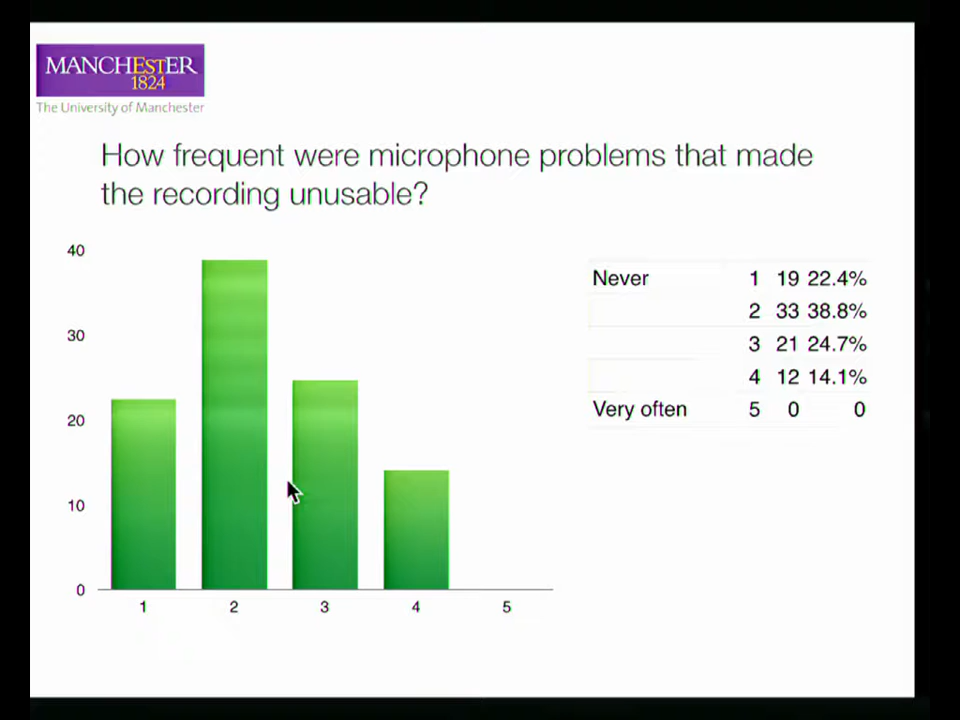 MANCHESTER
1824
The University of Manchester
How frequent were microphone problems that made
the recording unusable?
40
30
20
10
0
1 2 3 4 5
Never 1 19 22.4%
2 33 38.8%
3 21 24.7%
4 12 14.1%
Very often 5 0 0